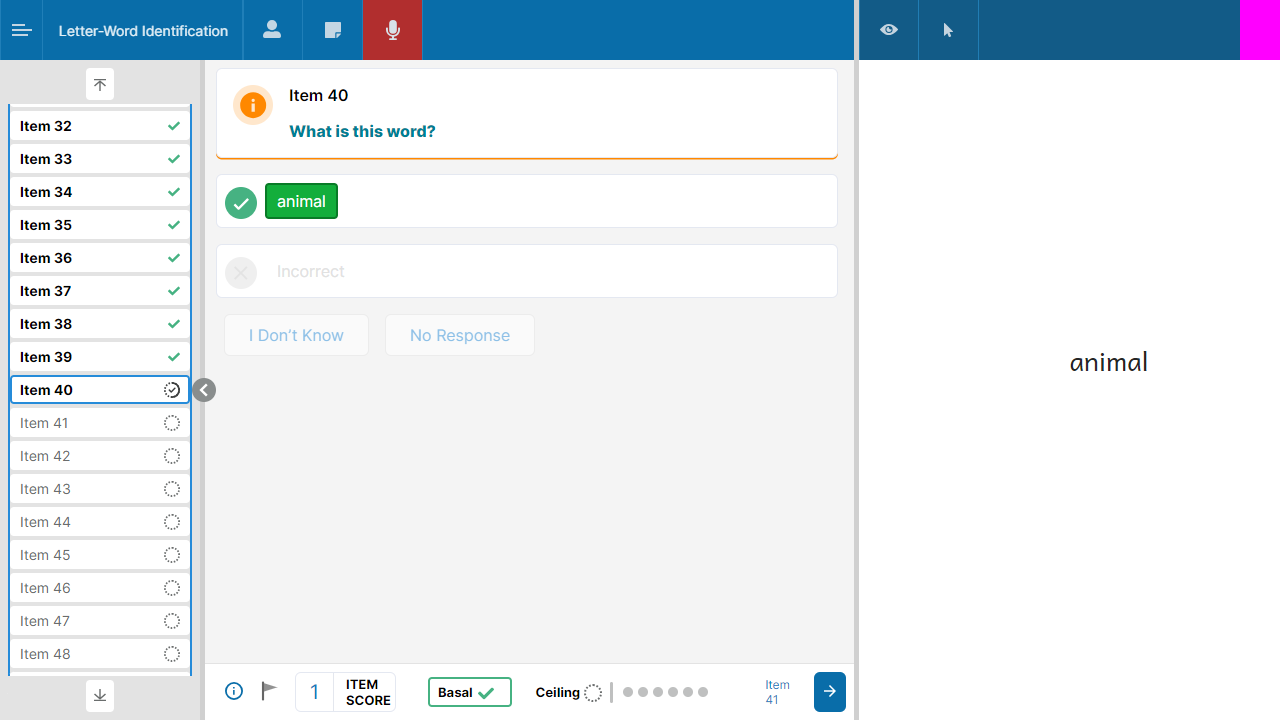 Letter-Word Identification
Item 32
Item 33
Item 34
Item 35
Item 36
Item 37
Item 38
Item 39
Item 40
Item 41
Item 42
Item 43
Item 44
Item 45
Item 46
Item 47
Item 48
Item 40
What is this word?
animal
Incorrect
I Don't Know
No Response
1
ITEM
SCORE
Basal
Ceiling
Item
41
animal